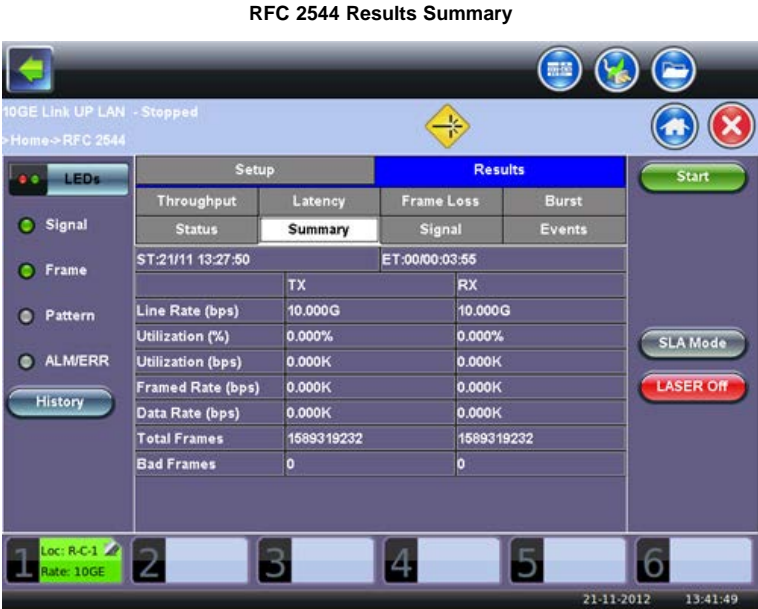 RFC 2544 Results Summary
10GE Link UP LAN - Stopped
>Home->RFC 2544
LEDs
Setup
Results
Start
Throughput
Latency
Frame Loss
Burst
Signal
Status
Summary
Signal
Events
ST:21/11 13:27:50 ET:00/00:03:55
Frame
TX RX
Pattern
Line Rate (bps) 10.000G 10.000G
Utilization (%) 0.000% 0.000%
SLA Mode
ALM/ERR
Utilization (bps) 0.000K 0.000K
Framed Rate (bps) 0.000K 0.000K
LASER Off
History
Data Rate (bps) 0.000K 0.000K
Total Frames 1589319232 1589319232
Bad Frames 0 0
1 Loc: R-C-1
Rate: 10GE
2
3
4
5
6
21-11-2012 13:41:49